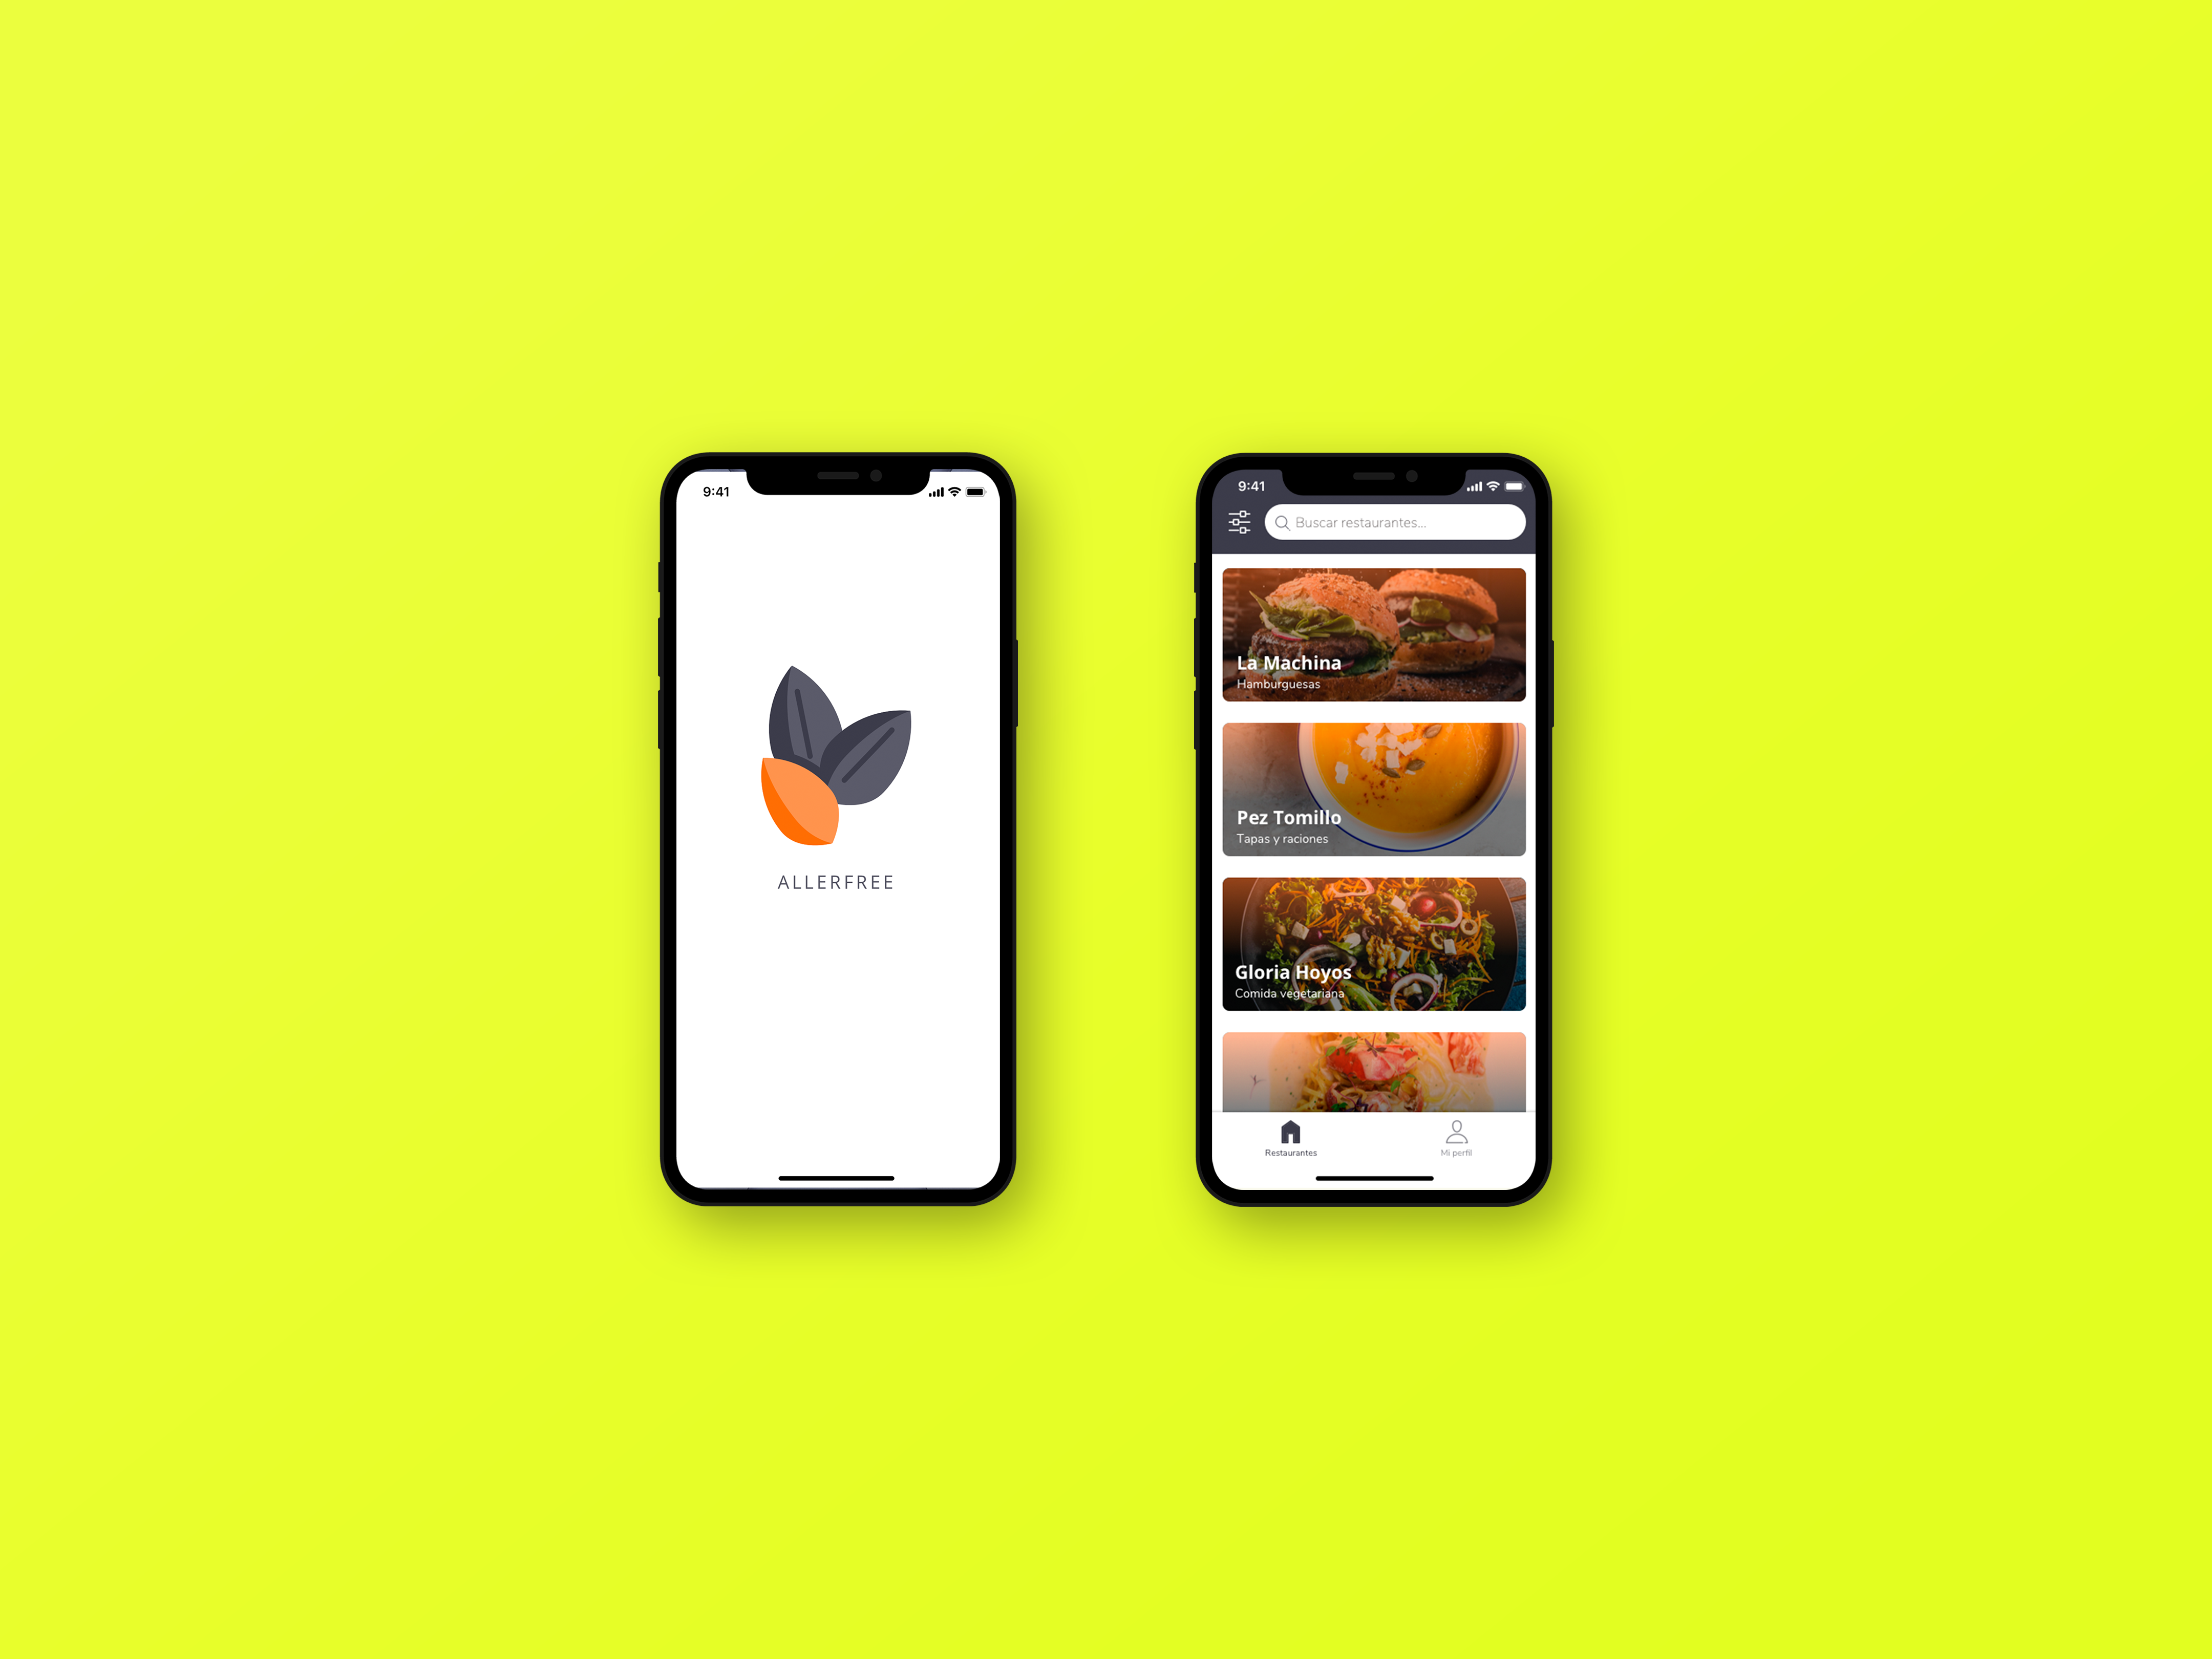 9:41
ALLERFREE
9:41
Buscar restaurantes...
La Machina
Hamburguesas
Pez Tomillo
Tapas y raciones
Gloria Hoyos
Comida vegetariana
Restaurantes
Mi perfil